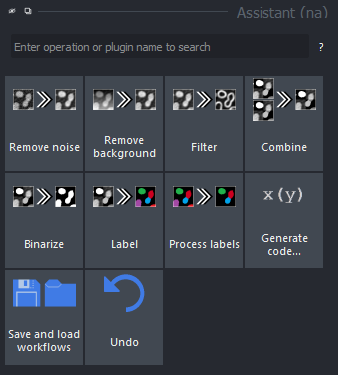 Assistant (na)
Enter operation or plugin name to search
?
Remove noise
Remove
background
Filter
Combine
Binarize
Label
Process labels
x(y)
Generate
code...
Save and load
workflows
Undo